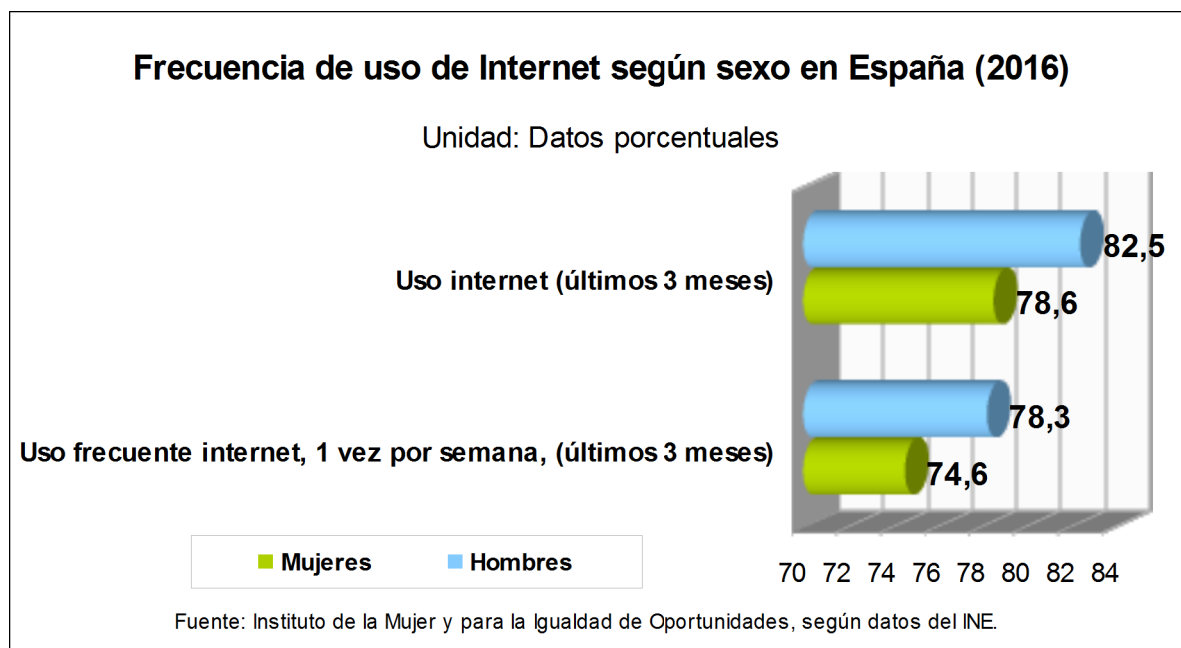 Frecuencia de uso de Internet según sexo en España (2016)
Unidad: Datos porcentuales
82,5
Uso internet (últimos 3 meses)
78,6
78,3
Uso frecuente internet, 1 vez por semana, (últimos 3 meses)
74,6
Mujeres Hombres
70 72 74 76 78 80 82 84
Fuente: Instituto de la Mujer y para la Igualdad de Oportunidades, según datos del INE.